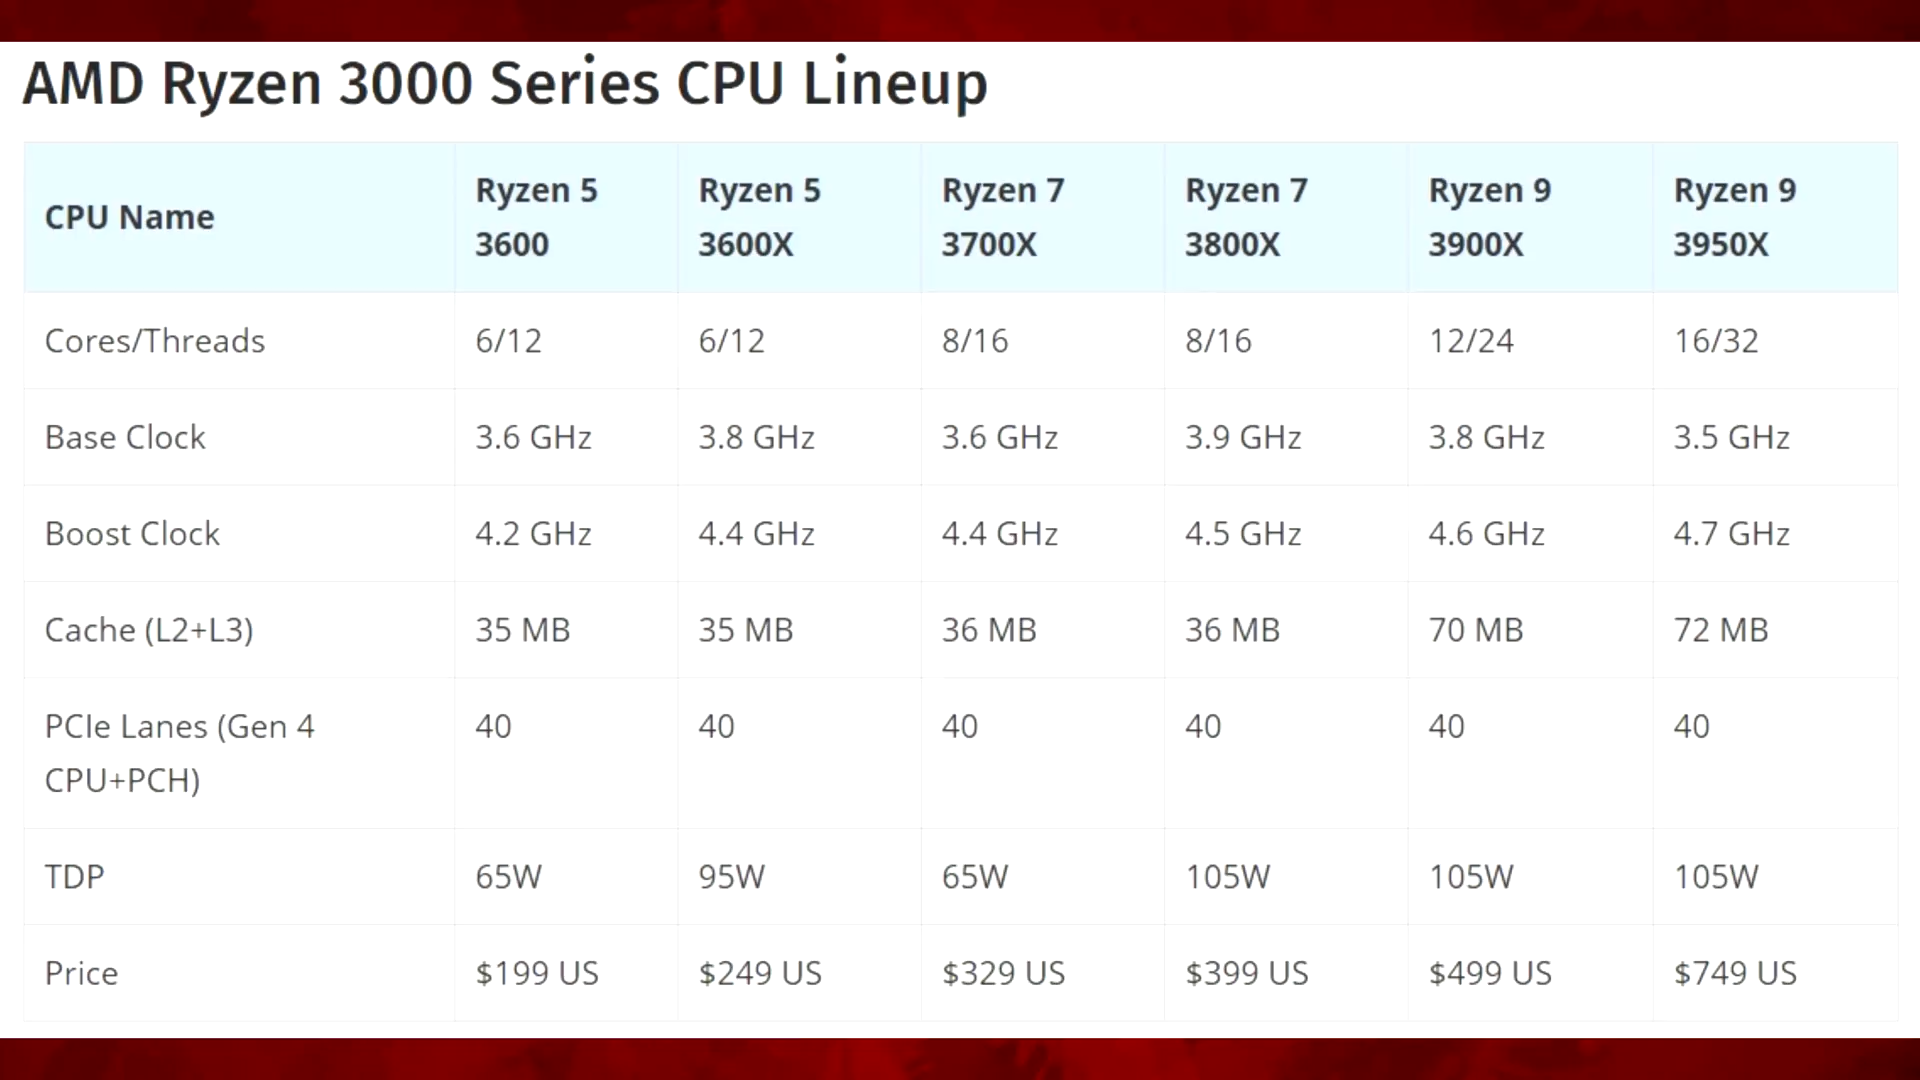 AMD Ryzen 3000 Series CPU Lineup
CPU Name Ryzen 5 3600 Ryzen 5 3600X Ryzen 7 3700X Ryzen 7 3800X Ryzen 9 3900X Ryzen 9 3950X
Cores/Threads 6/12 6/12 8/16 8/16 12/24 16/32
Base Clock 3.6 GHz 3.8 GHz 3.6 GHz 3.9 GHz 3.8 GHz 3.5 GHz
Boost Clock 4.2 GHz 4.4 GHz 4.4 GHz 4.5 GHz 4.6 GHz 4.7 GHz
Cache (L2+L3) 35 MB 35 MB 36 MB 36 MB 70 MB 72 MB
PCIe Lanes (Gen 4 CPU+PCH) 40 40 40 40 40 40
TDP 65W 95W 65W 105W 105W 105W
Price $199 US $249 US $329 US $399 US $499 US $749 US